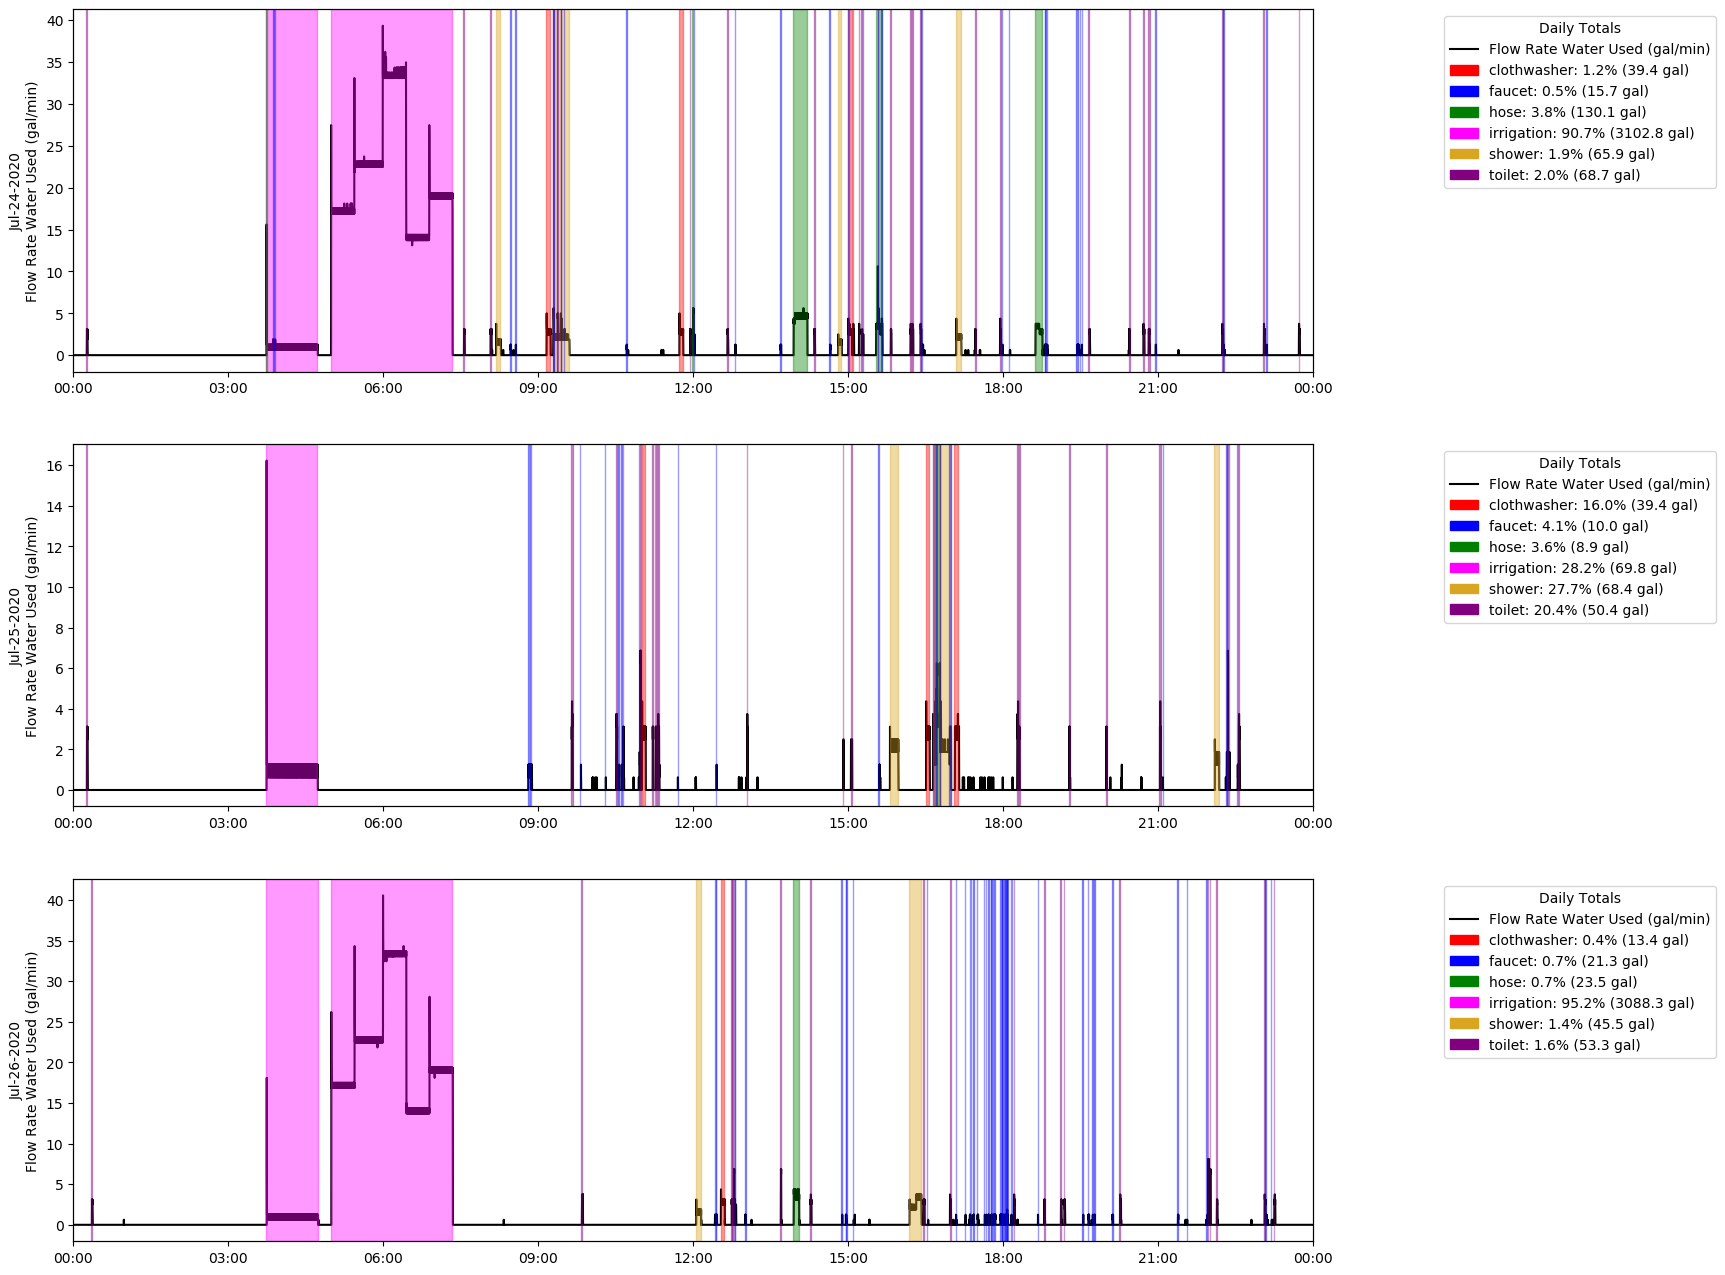 Jul-24-2020
Flow Rate Water Used (gal/min)
40
35
30
25
20
15
10
5
0
00:00 03:00 06:00 09:00 12:00 15:00 18:00 21:00 00:00
Daily Totals
Flow Rate Water Used (gal/min)
clothwasher: 1.2% (39.4 gal)
faucet: 0.5% (15.7 gal)
hose: 3.8% (130.1 gal)
irrigation: 90.7% (3102.8 gal)
shower: 1.9% (65.9 gal)
toilet: 2.0% (68.7 gal)
Jul-25-2020
Flow Rate Water Used (gal/min)
16
14
12
10
8
6
4
2
0
00:00 03:00 06:00 09:00 12:00 15:00 18:00 21:00 00:00
Daily Totals
Flow Rate Water Used (gal/min)
clothwasher: 16.0% (39.4 gal)
faucet: 4.1% (10.0 gal)
hose: 3.6% (8.9 gal)
irrigation: 28.2% (69.8 gal)
shower: 27.7% (68.4 gal)
toilet: 20.4% (50.4 gal)
Jul-26-2020
Flow Rate Water Used (gal/min)
40
35
30
25
20
15
10
5
0
00:00 03:00 06:00 09:00 12:00 15:00 18:00 21:00 00:00
Daily Totals
Flow Rate Water Used (gal/min)
clothwasher: 0.4% (13.4 gal)
faucet: 0.7% (21.3 gal)
hose: 0.7% (23.5 gal)
irrigation: 95.2% (3088.3 gal)
shower: 1.4% (45.5 gal)
toilet: 1.6% (53.3 gal)